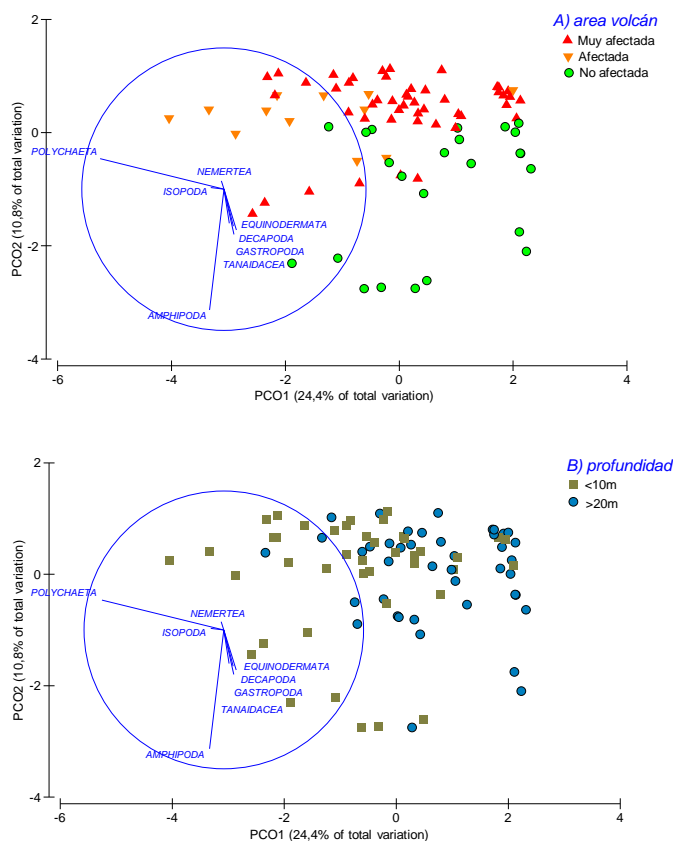 A) area volcán
Muy afectada
Afectada
No afectada
2
0
-2
-4
PCO2 (10,8% of total variation)
POLYCHAETA
NEMERTEA
ISOPODA
EQUINODERMATA
DECAPODA
GASTROPODA
TANAIDACEA
AMPHIPODA
-6
-4
-2
0
2
4
PCO1 (24,4% of total variation)
B) profundidad
<10m
>20m
2
0
-2
-4
PCO2 (10,8% of total variation)
POLYCHAETA
NEMERTEA
ISOPODA
EQUINODERMATA
DECAPODA
GASTROPODA
TANAIDACEA
AMPHIPODA
-6
-4
-2
0
2
4
PCO1 (24,4% of total variation)